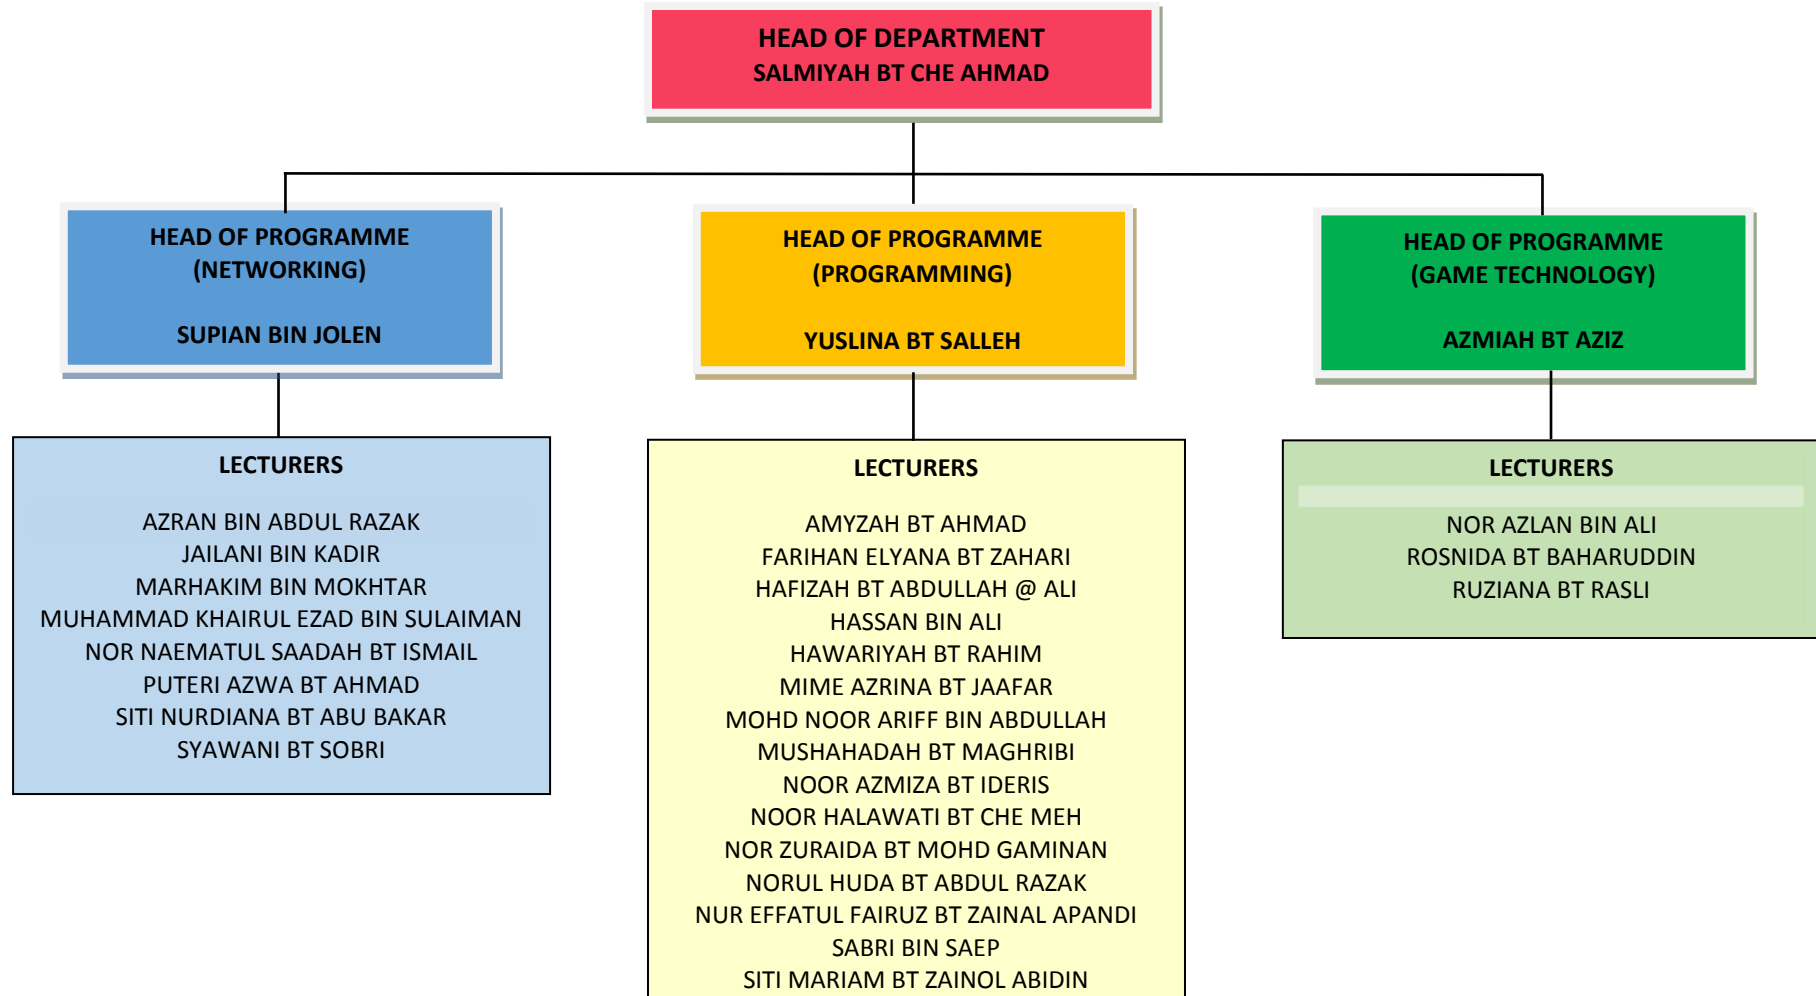 HEAD OF DEPARTMENT
SALMIYAH BT CHE AHMAD
HEAD OF PROGRAMME
(NETWORKING)
SUPIAN BIN JOLEN
HEAD OF PROGRAMME
(PROGRAMMING)
YUSLINA BT SALLEH
HEAD OF PROGRAMME
(GAME TECHNOLOGY)
AZMIAH BT AZIZ
LECTURERS
AZRAN BIN ABDUL RAZAK
JAILANI BIN KADIR
MARHAKIM BIN MOKHTAR
MUHAMMAD KHAIRUL EZAD BIN SULAIMAN
NOR NAEMATUL SAADAH BT ISMAIL
PUTERI AZWA BT AHMAD
SITI NURDIANA BT ABU BAKAR
SYAWANI BT SOBRI
LECTURERS
AMYZAH BT AHMAD
FARIHAN ELYANA BT ZAHARI
HAFIZAH BT ABDULLAH @ ALI
HASSAN BIN ALI
HAWARIYAH BT RAHIM
MIME AZRINA BT JAAFAR
MOHD NOOR ARIFF BIN ABDULLAH
MUSHAHADAH BT MAGHRIBI
NOOR AZMIZA BT IDERIS
NOOR HALAWATI BT CHE MEH
NOR ZURAIDA BT MOHD GAMINAN
NORUL HUDA BT ABDUL RAZAK
NUR EFFATUL FAIRUZ BT ZAINAL APANDI
SABRI BIN SAEP
SITI MARIAM BT ZAINOL ABIDIN
LECTURERS
NOR AZLAN BIN ALI
ROSNIDA BT BAHARUDDIN
RUZIANA BT RASLI